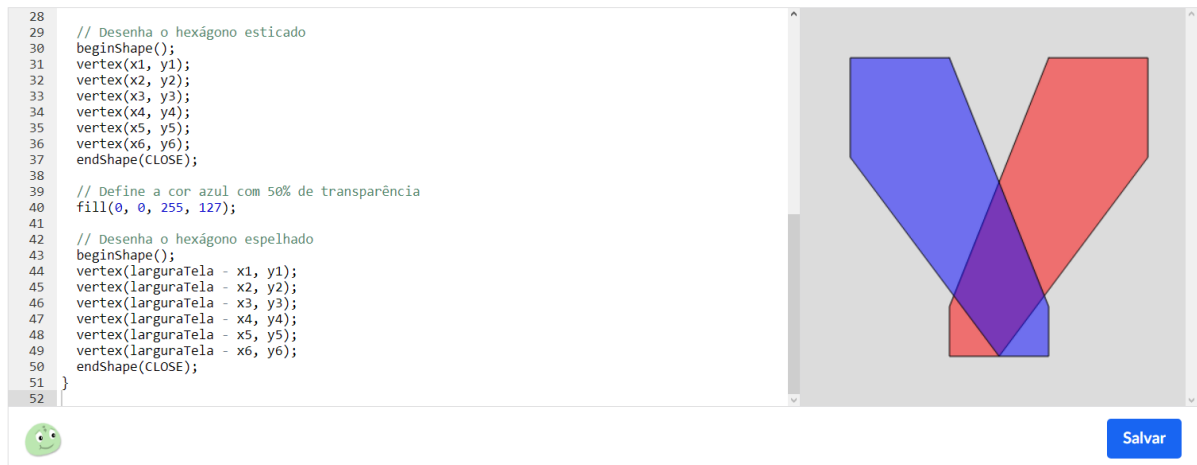 28
29 // Desenha o hexágono esticado
30 beginShape();
31 vertex(x1, y1);
32 vertex(x2, y2);
33 vertex(x3, y3);
34 vertex(x4, y4);
35 vertex(x5, y5);
36 vertex(x6, y6);
37 endShape(CLOSE);
38
39 // Define a cor azul com 50% de transparência
40 fill(0, 0, 255, 127);
41
42 // Desenha o hexágono espelhado
43 beginShape();
44 vertex(larguraTela - x1, y1);
45 vertex(larguraTela - x2, y2);
46 vertex(larguraTela - x3, y3);
47 vertex(larguraTela - x4, y4);
48 vertex(larguraTela - x5, y5);
49 vertex(larguraTela - x6, y6);
50 endShape(CLOSE);
51 }
52
Salvar